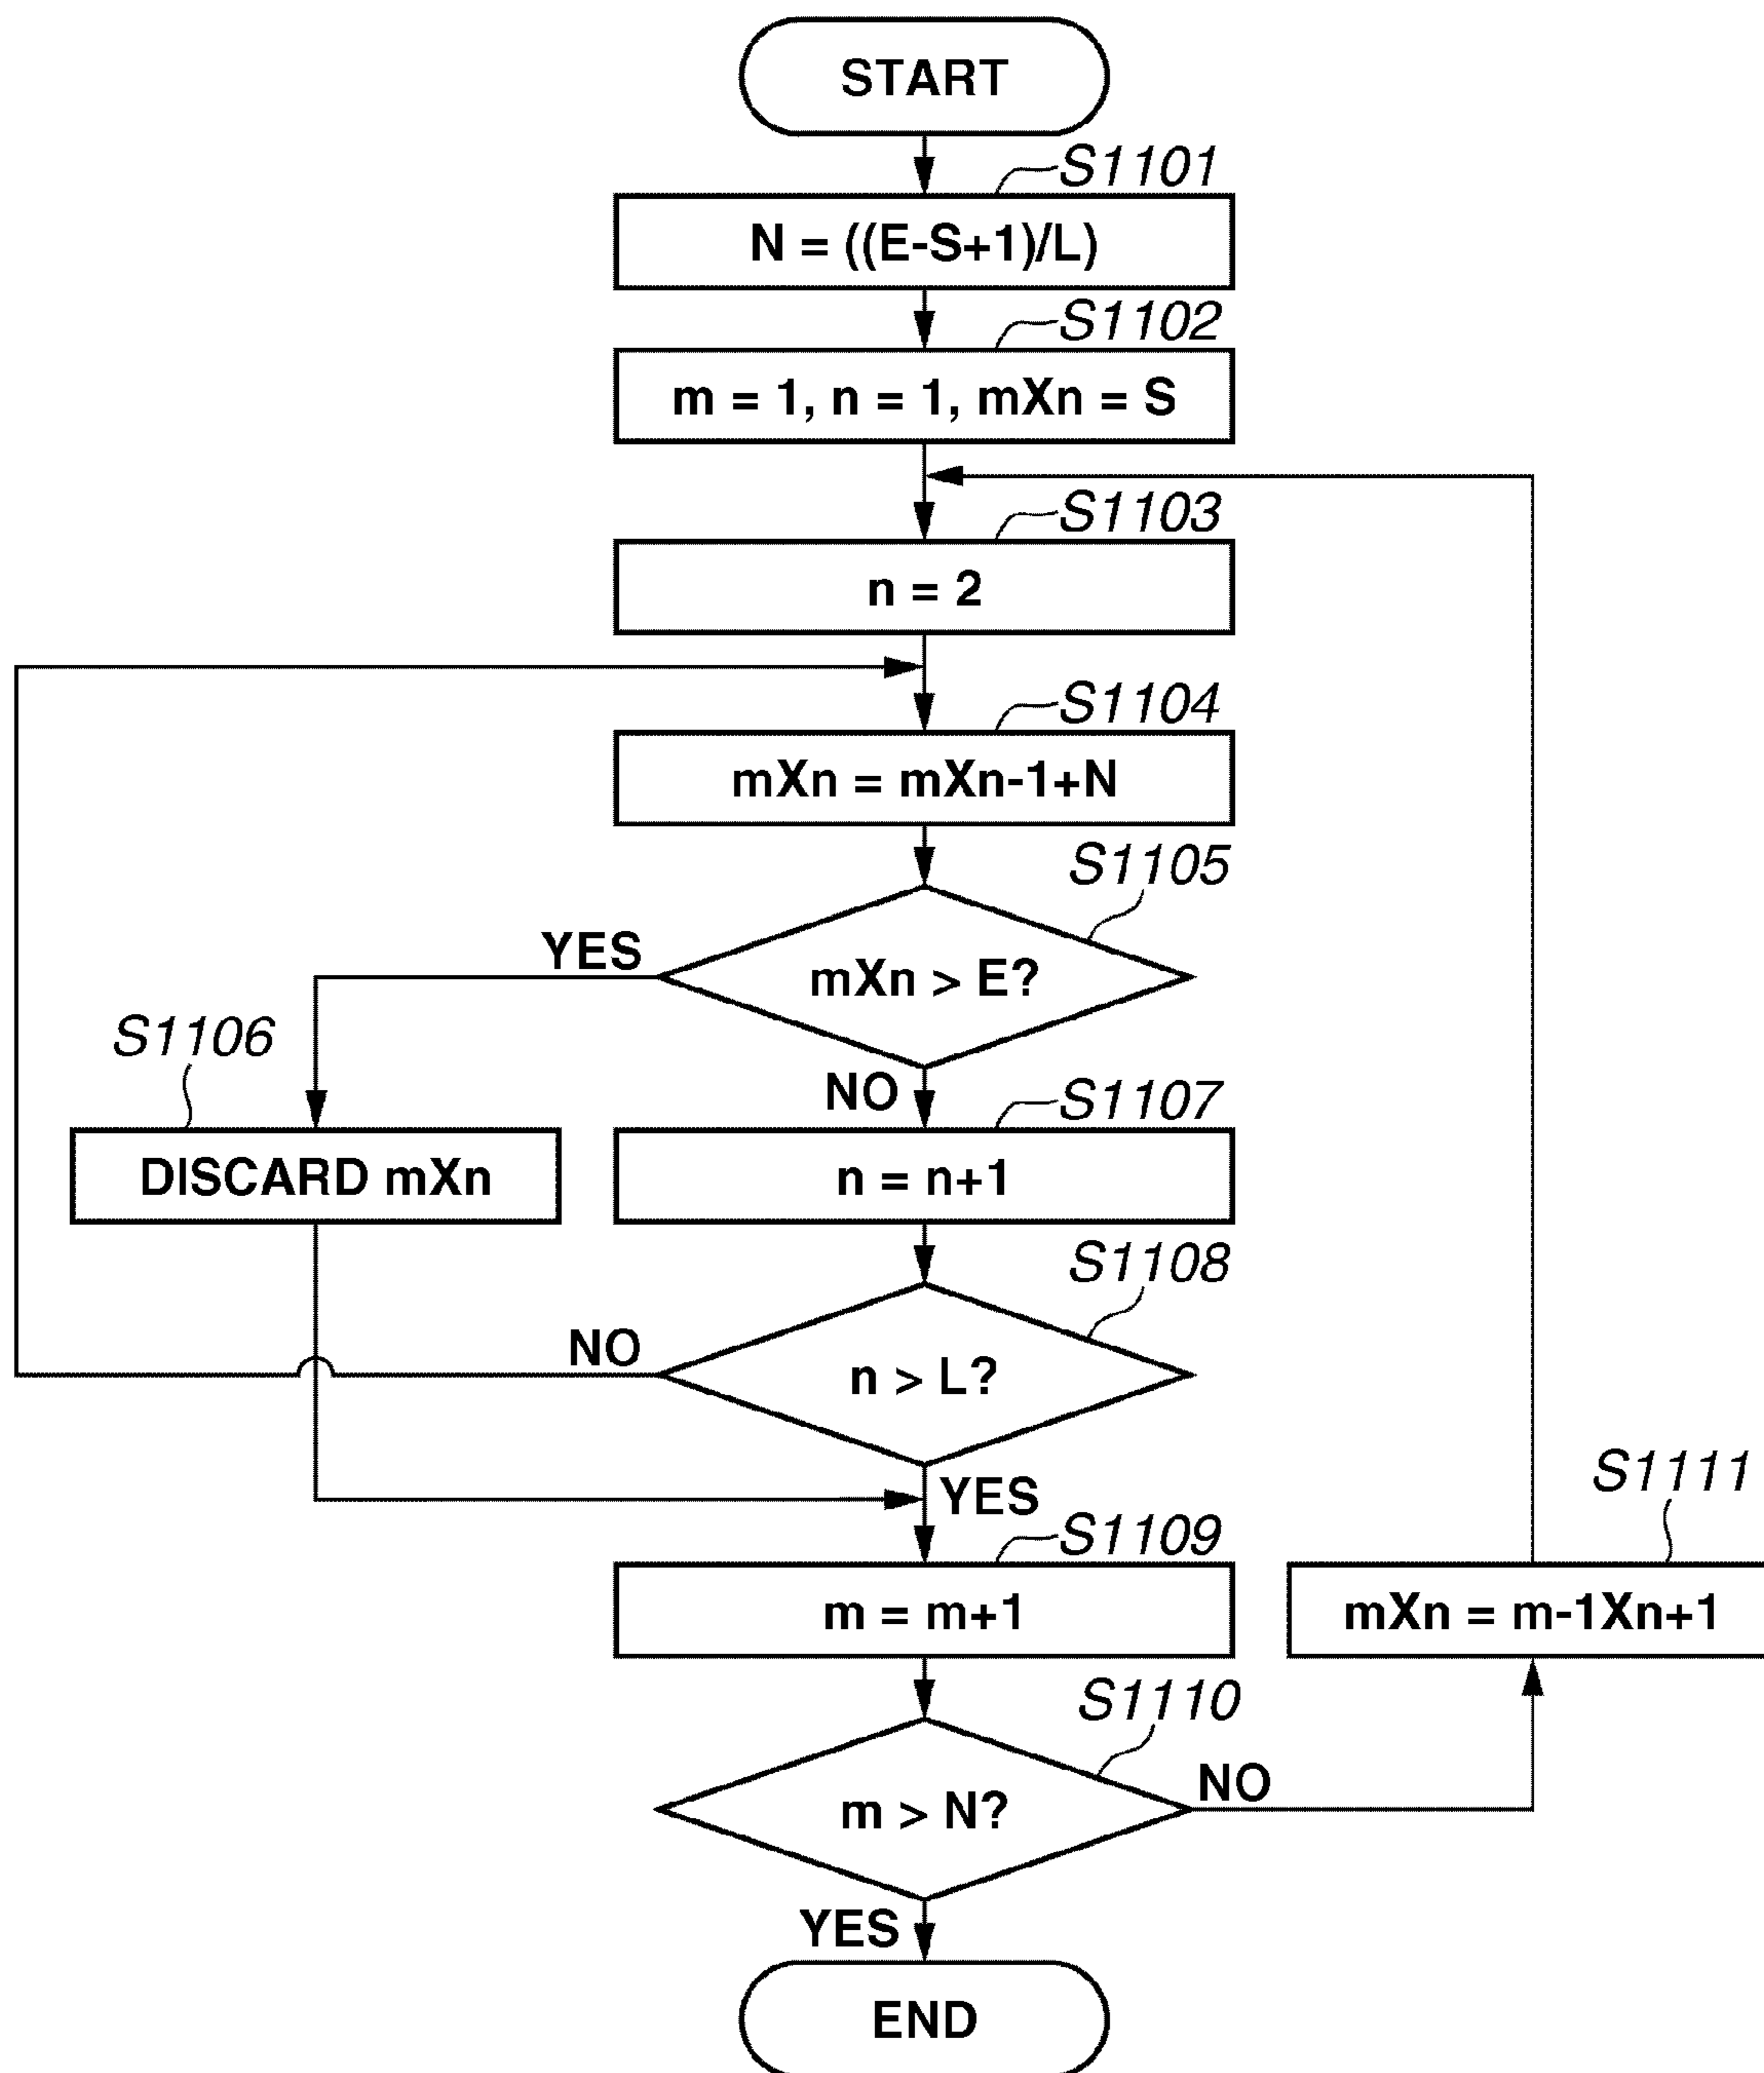 START
S1101
N = ((E-S+1)/L)
S1102
m = 1, n = 1, mXn = S
S1103
n = 2
S1104
mXn = mXn-1+N
S1105
YES
mXn > E?
S1106
NO
S1107
DISCARD mXn
n = n+1
S1108
NO
n > L?
YES
S1111
S1109
m = m+1
mXn = m-1Xn+1
S1110
NO
m > N?
YES
END